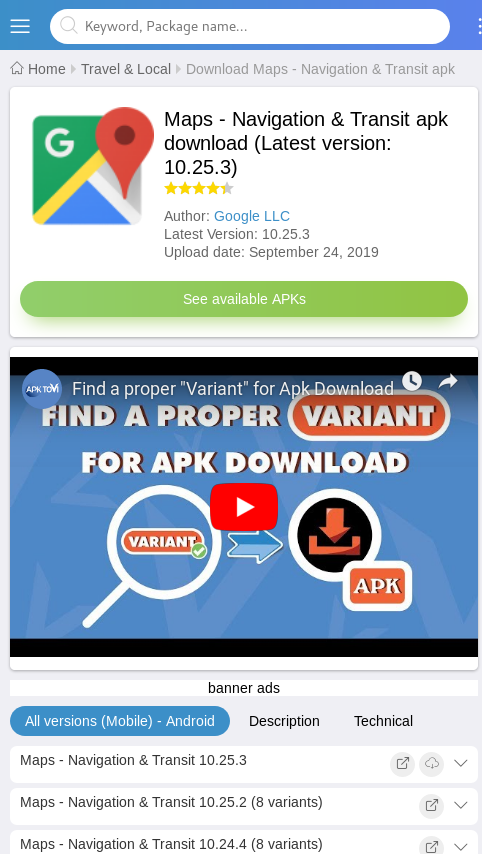 Keyword, Package name...
Home Travel & Local Download Maps - Navigation & Transit apk
G
Maps - Navigation & Transit apk
download (Latest version:
10.25.3)
Author: Google LLC
Latest Version: 10.25.3
Upload date: September 24, 2019
See available APKs
Find a proper "Variant" for Apk Download
FIND A PROPER VARIANT
FOR APK DOWNLOAD
VARIANT
APK
banner ads
All versions (Mobile) - Android Description Technical
Maps - Navigation & Transit 10.25.3
Maps - Navigation & Transit 10.25.2 (8 variants)
Maps - Navigation & Transit 10.24.4 (8 variants)